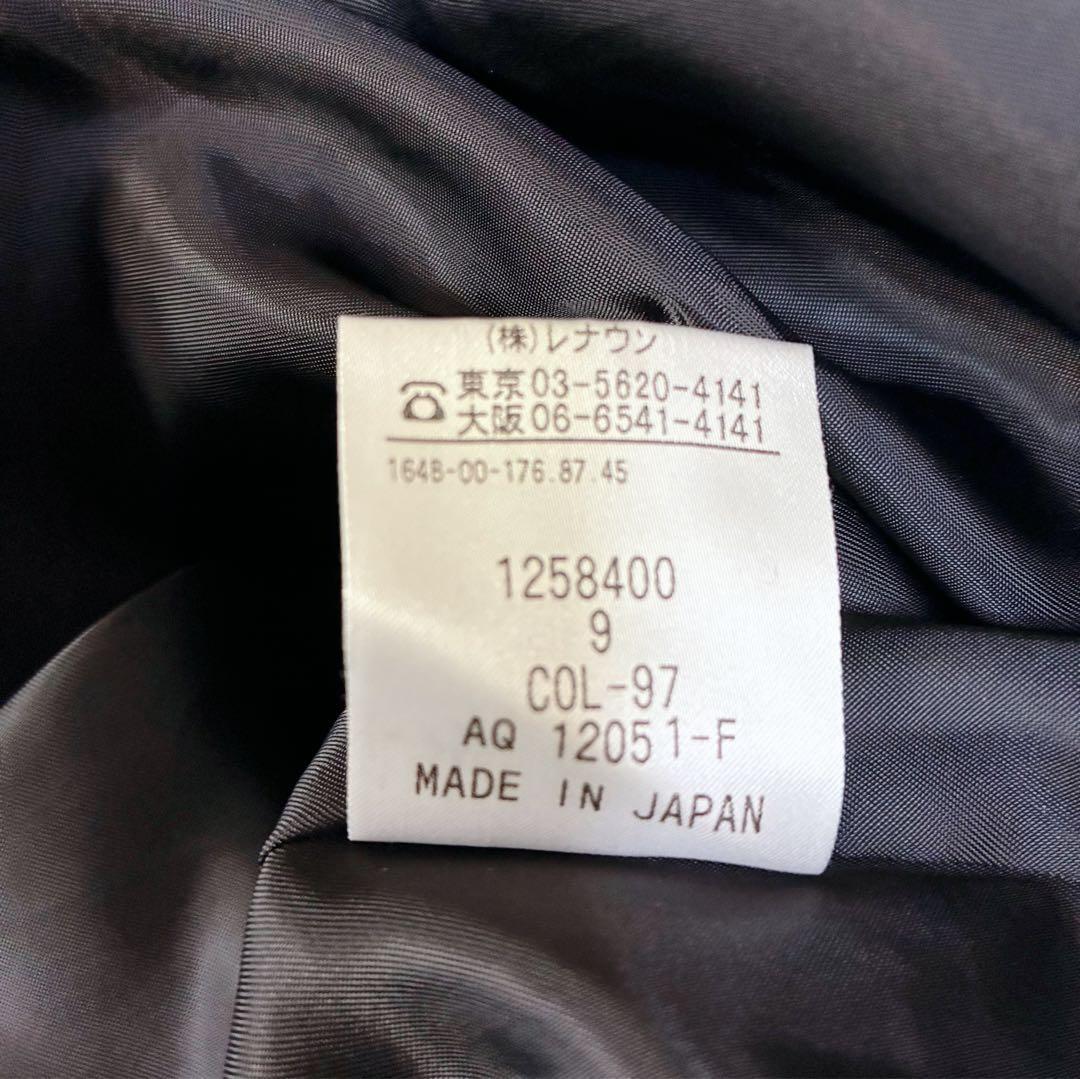 (株)レナウン
☎ 東京03-5620-4141
大阪06-6541-4141
164B-00-176.87.45
1258400
9
COL-97
AQ 12051-F
MADE IN JAPAN